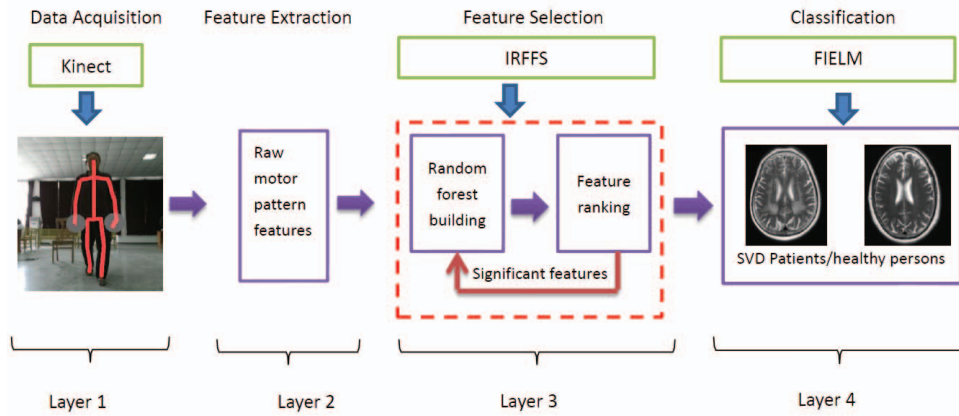 Data Acquisition
Feature Extraction
Feature Selection
Classification
Kinect
IRFFS
FIELM
Raw
motor
pattern
features
Random
forest
building
Feature
ranking
Significant features
SVD Patients/healthy persons
Layer 1
Layer 2
Layer 3
Layer 4